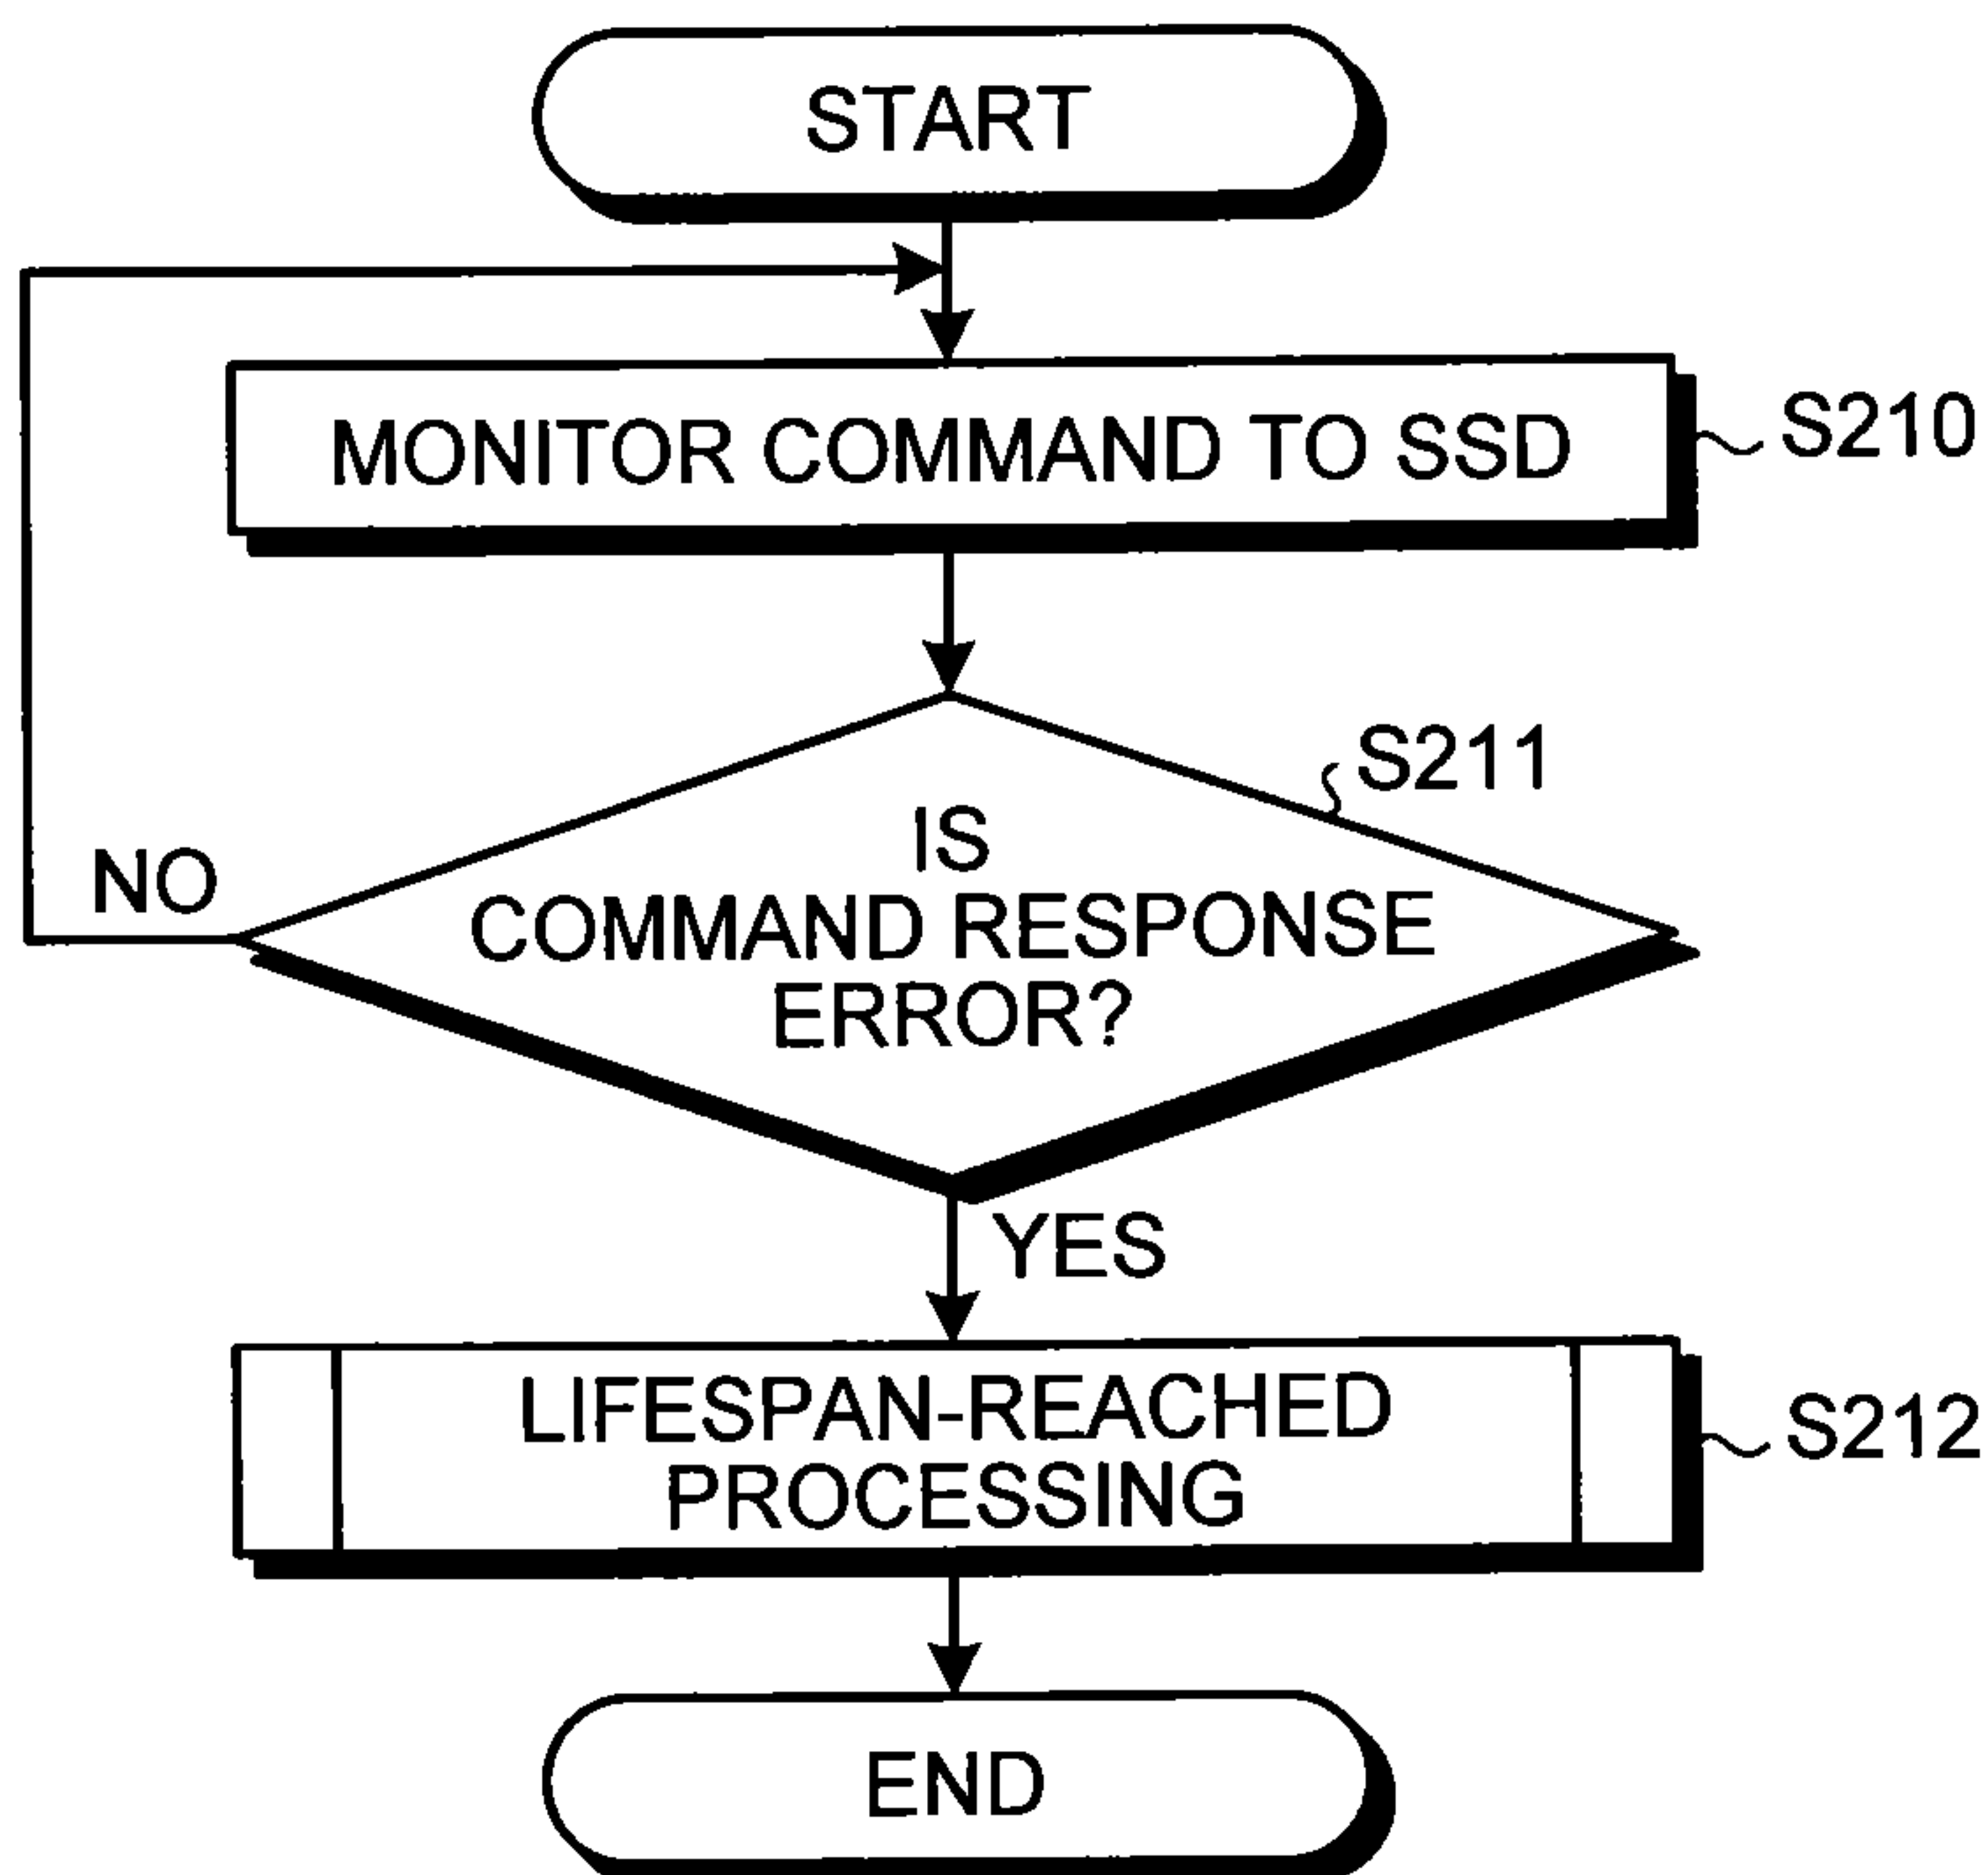 START
MONITOR COMMAND TO SSD
S210
S211
IS
COMMAND RESPONSE
ERROR?
NO
YES
LIFESPAN-REACHED
PROCESSING
S212
END